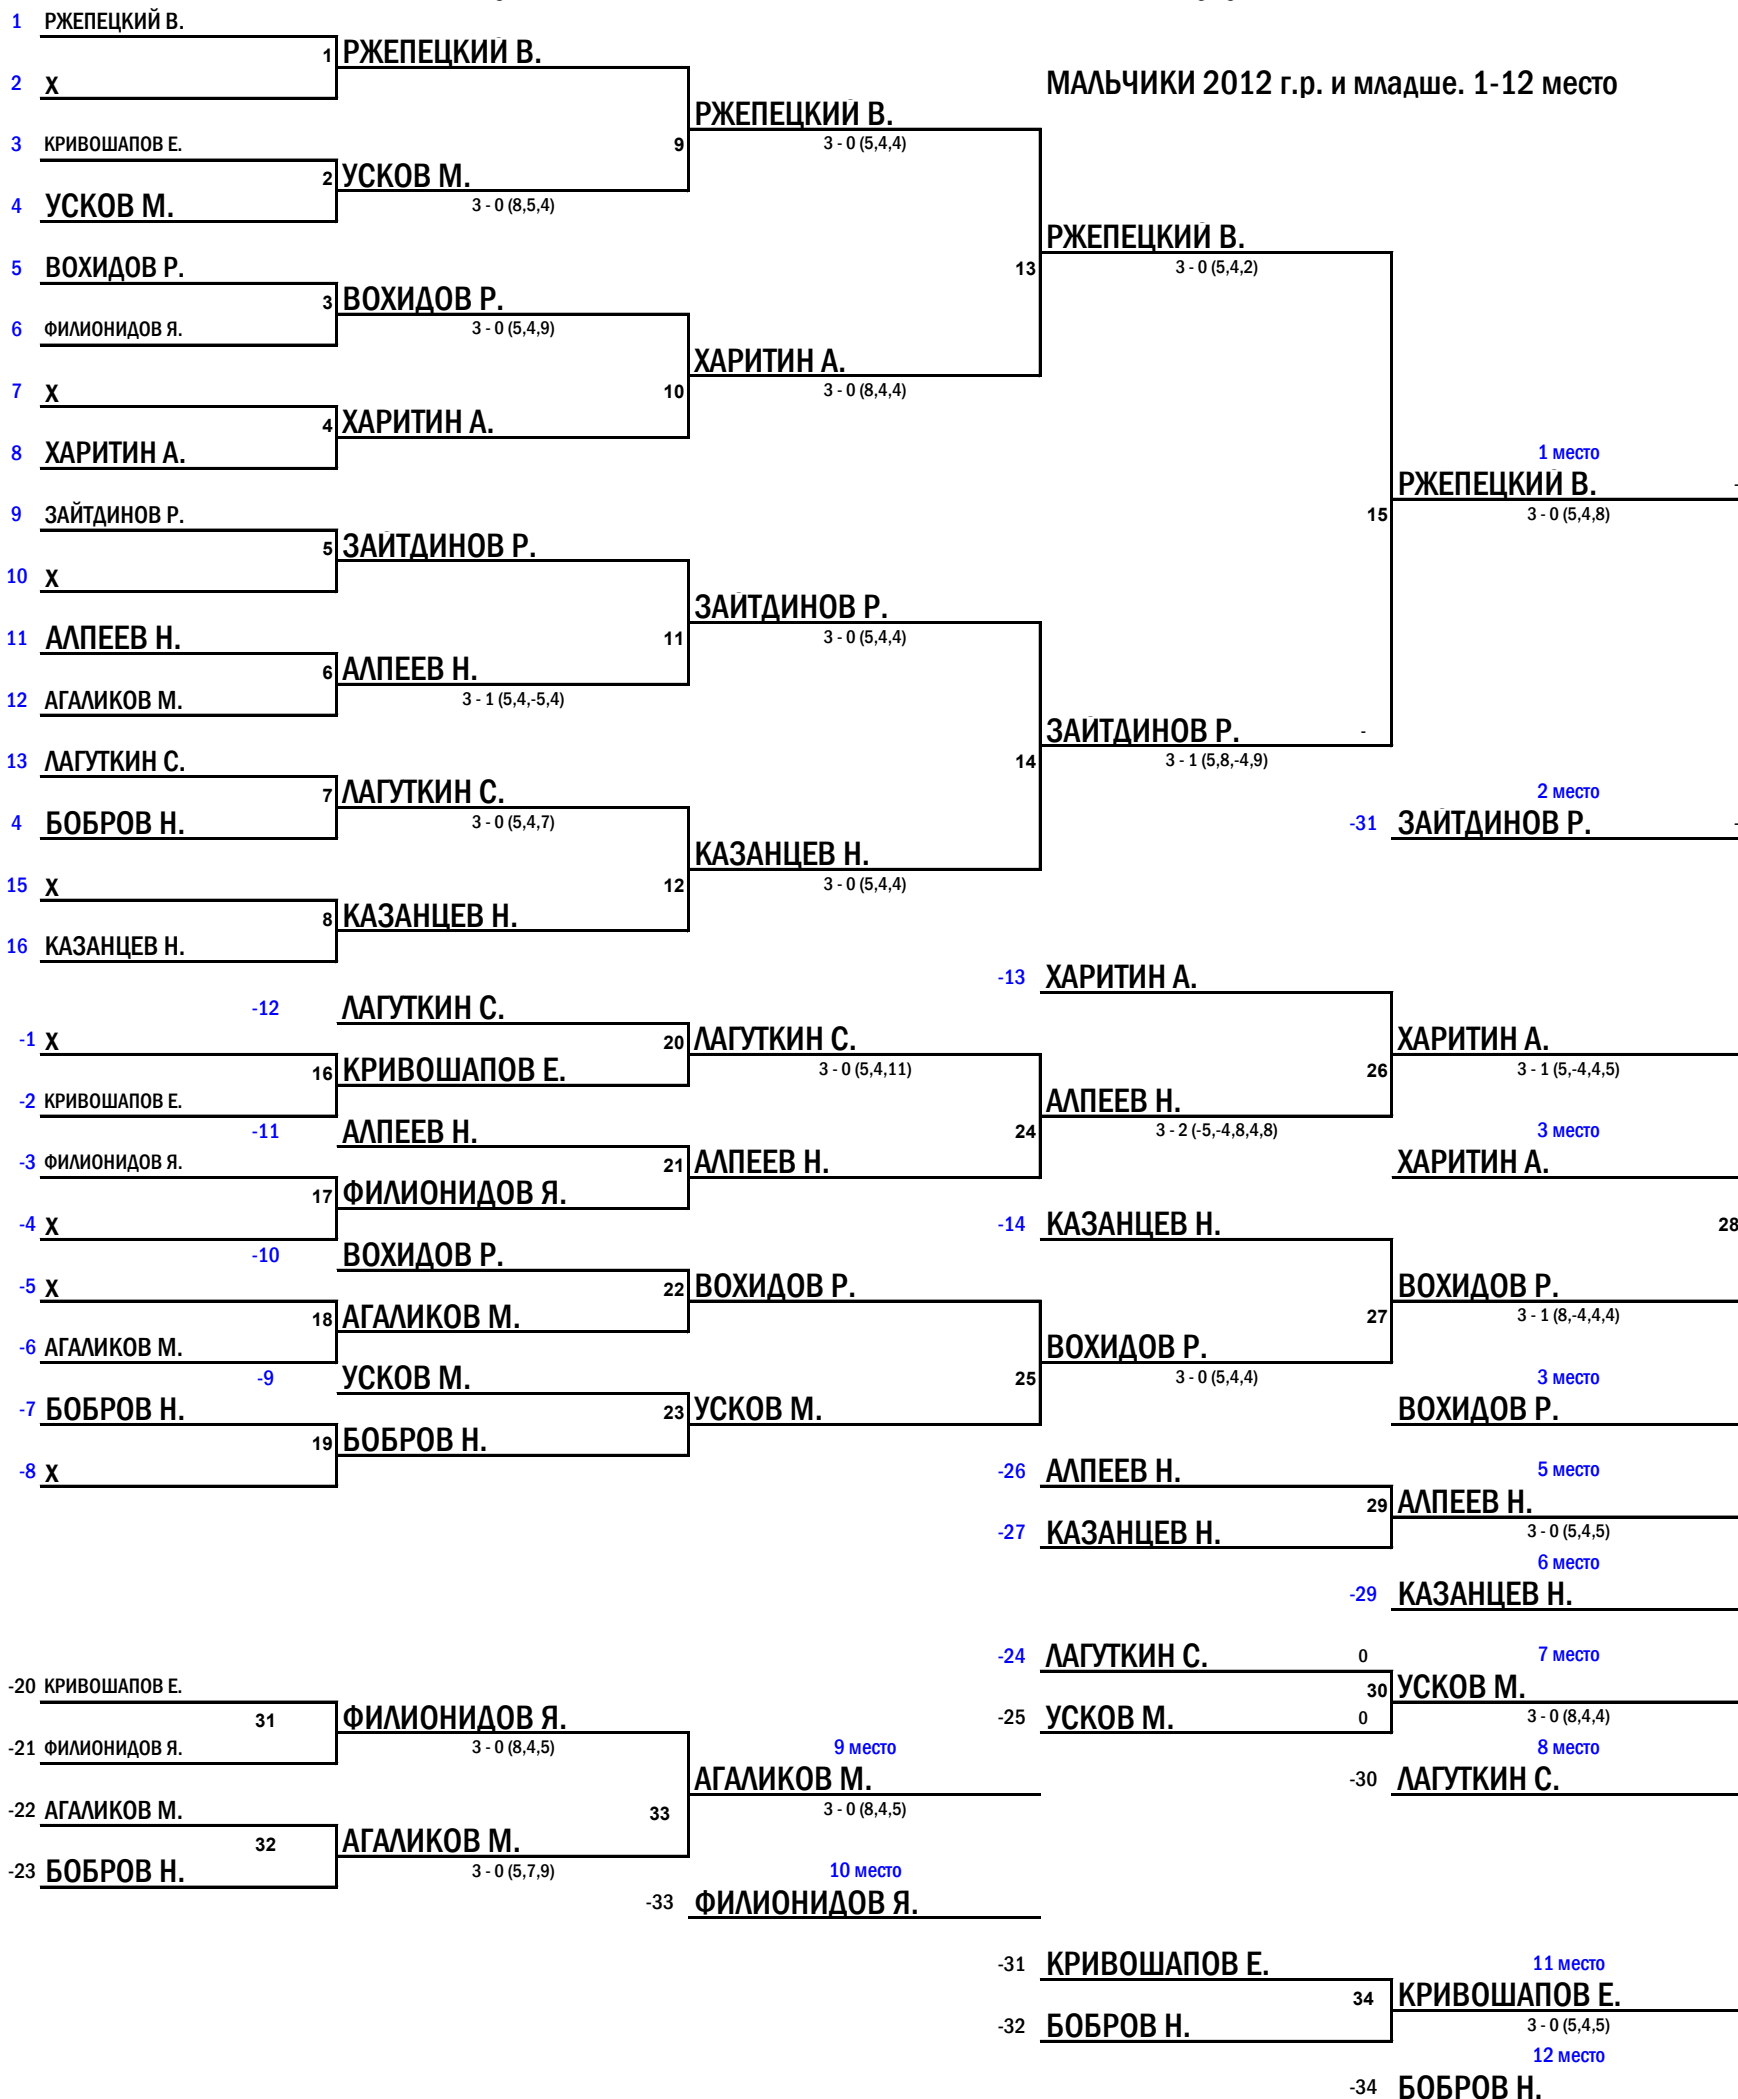 1 РЖЕПЕЦКИЙ В.
1 РЖЕПЕЦКИЙ В.
2 X
МАЛЬЧИКИ 2012 г.р. и младше. 1-12 место
РЖЕПЕЦКИЙ В.
3 КРИВОШАПОВ Е.
9
3 - 0 (5,4,4)
2 УСКОВ М.
4 УСКОВ М.
3 - 0 (8,5,4)
РЖЕПЕЦКИЙ В.
5 ВОХИДОВ Р.
13
3 - 0 (5,4,2)
3 ВОХИДОВ Р.
6 ФИЛИОНИДОВ Я.
3 - 0 (5,4,9)
ХАРИТИН А.
7 X
10
3 - 0 (8,4,4)
4 ХАРИТИН А.
8 ХАРИТИН А.
1 место
РЖЕПЕЦКИЙ В. -
9 ЗАЙТДИНОВ Р.
15
3 - 0 (5,4,8)
5 ЗАЙТДИНОВ Р.
10 X
ЗАЙТДИНОВ Р.
11 АЛПЕЕВ Н.
11
3 - 0 (5,4,4)
6 АЛПЕЕВ Н.
12 АГАЛИКОВ М.
3 - 1 (5,4,-5,4)
ЗАЙТДИНОВ Р. -
13 ЛАГУТКИН С.
14
3 - 1 (5,8,-4,9)
7 ЛАГУТКИН С.
2 место
4 БОБРОВ Н.
3 - 0 (5,4,7)
-31 ЗАЙТДИНОВ Р. -
КАЗАНЦЕВ Н.
15 X
12
3 - 0 (5,4,4)
8 КАЗАНЦЕВ Н.
16 КАЗАНЦЕВ Н.
-13 ХАРИТИН А.
-12 ЛАГУТКИН С.
-1 X
20 ЛАГУТКИН С.
ХАРИТИН А.
16 КРИВОШАПОВ Е.
3 - 0 (5,4,11)
26
3 - 1 (5,-4,4,5)
-2 КРИВОШАПОВ Е.
АЛПЕЕВ Н.
-11 АЛПЕЕВ Н.
24
3 - 2 (-5,-4,8,4,8)
3 место
-3 ФИЛИОНИДОВ Я.
21 АЛПЕЕВ Н.
ХАРИТИН А.
17 ФИЛИОНИДОВ Я.
-4 X
-14 КАЗАНЦЕВ Н.
28
-10 ВОХИДОВ Р.
-5 X
22 ВОХИДОВ Р.
ВОХИДОВ Р.
18 АГАЛИКОВ М.
27
3 - 1 (8,-4,4,4)
-6 АГАЛИКОВ М.
ВОХИДОВ Р.
-9 УСКОВ М.
25
3 - 0 (5,4,4)
3 место
-7 БОБРОВ Н.
23 УСКОВ М.
ВОХИДОВ Р.
19 БОБРОВ Н.
-8 X
-26 АЛПЕЕВ Н.
5 место
29 АЛПЕЕВ Н.
-27 КАЗАНЦЕВ Н.
3 - 0 (5,4,5)
6 место
-29 КАЗАНЦЕВ Н.
-24 ЛАГУТКИН С. 0
7 место
-20 КРИВОШАПОВ Е.
30 УСКОВ М.
31 ФИЛИОНИДОВ Я.
-25 УСКОВ М. 0
3 - 0 (8,4,4)
-21 ФИЛИОНИДОВ Я.
3 - 0 (8,4,5)
9 место
8 место
АГАЛИКОВ М.
-30 ЛАГУТКИН С.
-22 АГАЛИКОВ М.
33
3 - 0 (8,4,5)
32 АГАЛИКОВ М.
-23 БОБРОВ Н.
3 - 0 (5,7,9)
10 место
-33 ФИЛИОНИДОВ Я.
-31 КРИВОШАПОВ Е.
11 место
34 КРИВОШАПОВ Е.
-32 БОБРОВ Н.
3 - 0 (5,4,5)
12 место
-34 БОБРОВ Н.